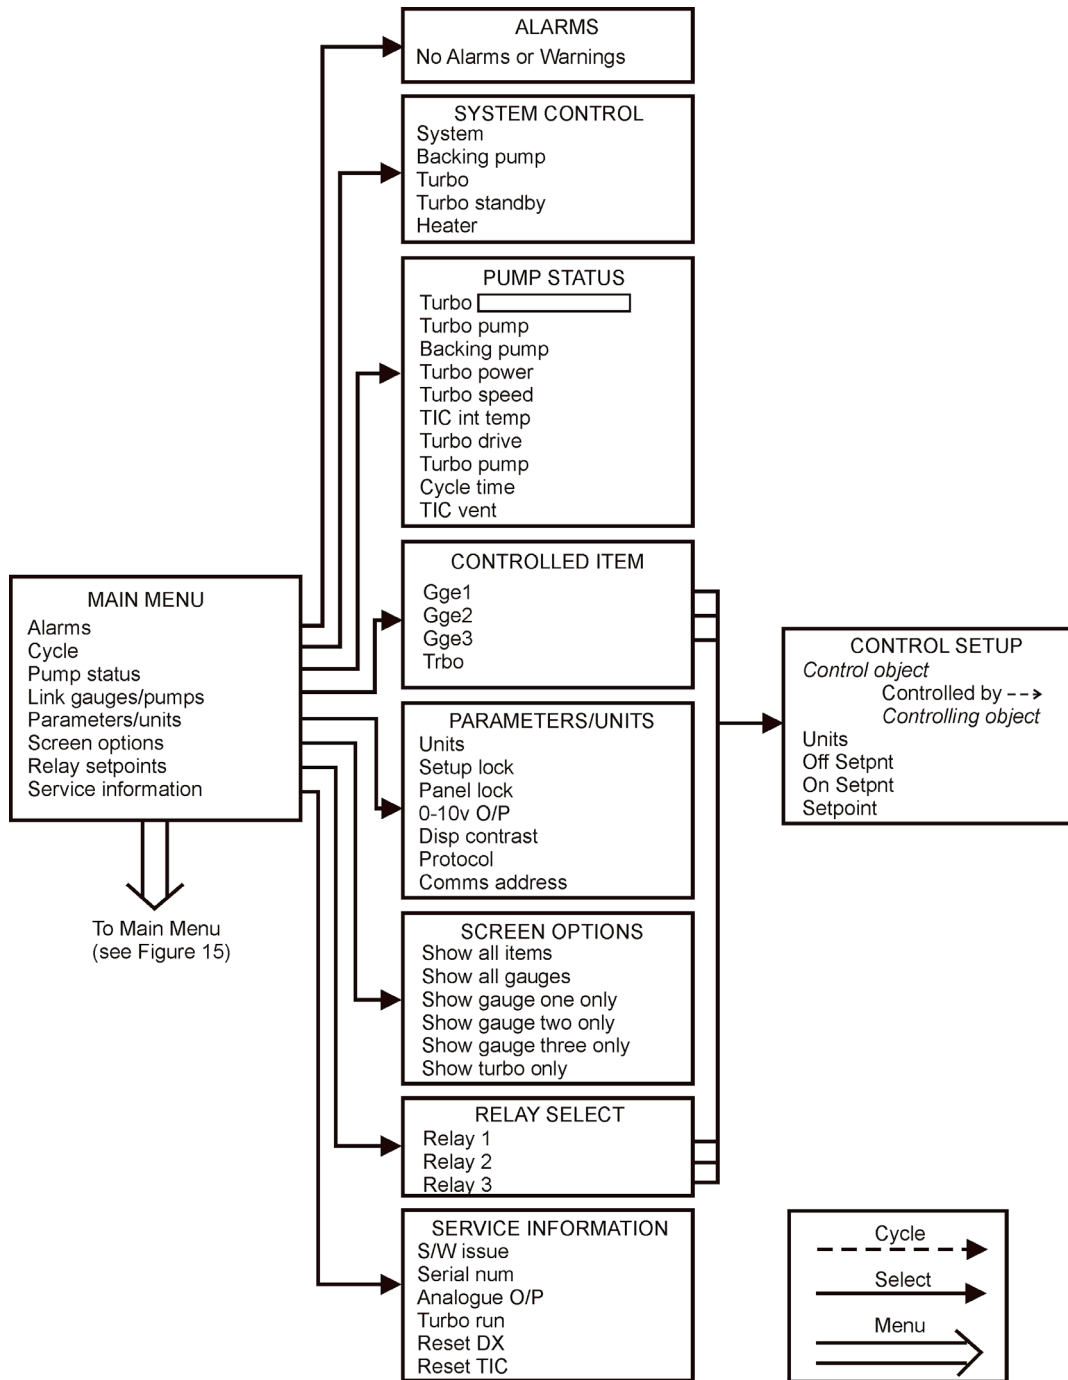 ALARMS
No Alarms or Warnings
SYSTEM CONTROL
System
Backing pump
Turbo
Turbo standby
Heater
PUMP STATUS
Turbo
Turbo pump
Backing pump
Turbo power
Turbo speed
TIC int temp
Turbo drive
Turbo pump
Cycle time
TIC vent
MAIN MENU
Alarms
Cycle
Pump status
Link gauges/pumps
Parameters/units
Screen options
Relay setpoints
Service information
To Main Menu
(see Figure 15)
CONTROLLED ITEM
Gge1
Gge2
Gge3
Trbo
CONTROL SETUP
Control object
Controlled by
Controlling object
Units
Off Setpnt
On Setpnt
Setpoint
PARAMETERS/UNITS
Units
Setup lock
Panel lock
0-10v O/P
Disp contrast
Protocol
Comms address
SCREEN OPTIONS
Show all items
Show all gauges
Show gauge one only
Show gauge two only
Show gauge three only
Show turbo only
RELAY SELECT
Relay 1
Relay 2
Relay 3
SERVICE INFORMATION
S/W issue
Serial num
Analogue O/P
Turbo run
Reset DX
Reset TIC
Cycle
Select
Menu